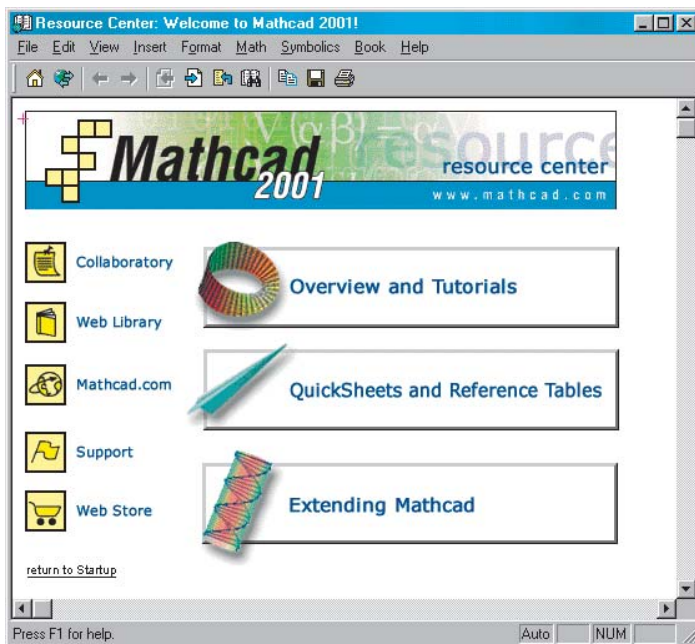 Resource Center: Welcome to Mathcad 2001!
File Edit View Insert Format Math Symbolics Book Help
Mathcad
2001
resource
resource center
www.mathcad.com
Collaboratory
Overview and Tutorials
Web Library
Mathcad.com
QuickSheets and Reference Tables
Support
Web Store
Extending Mathcad
return to Startup
Press F1 for help.
Auto NUM